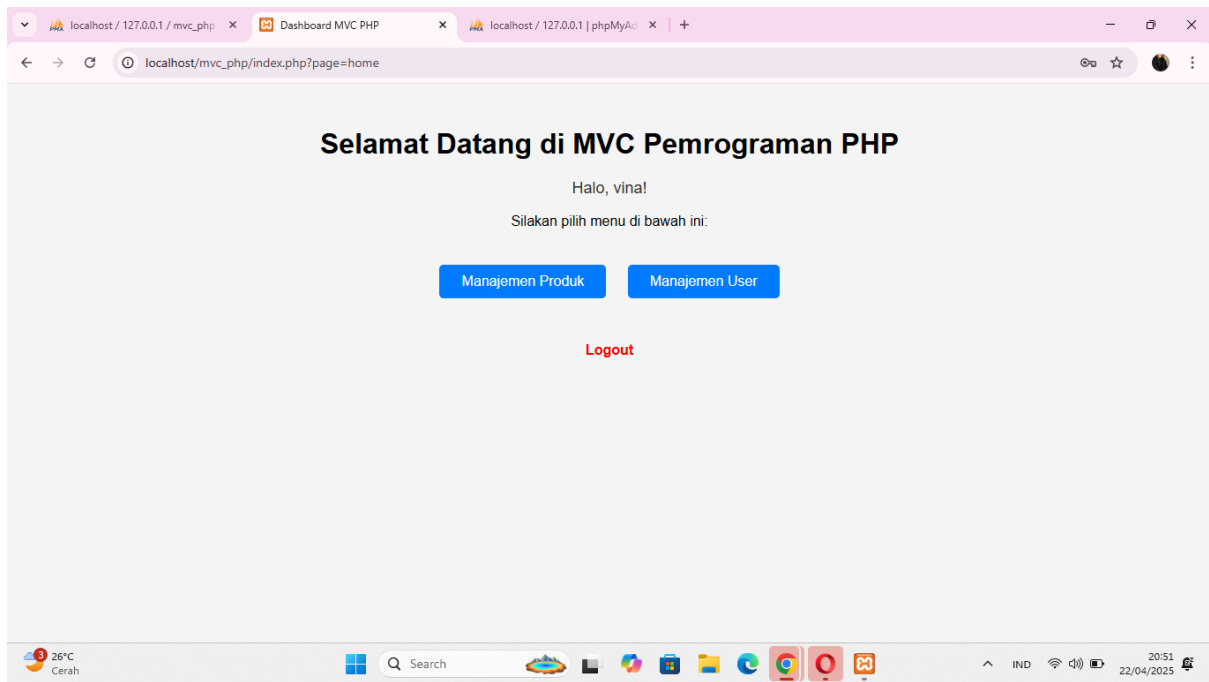 localhost / 127.0.0.1 / mvc_php
Dashboard MVC PHP
localhost / 127.0.0.1 | phpMyAd
localhost/mvc_php/index.php?page=home
Selamat Datang di MVC Pemrograman PHP
Halo, vina!
Silakan pilih menu di bawah ini:
Manajemen Produk
Manajemen User
Logout
3
26°C
Cerah
Search
IND
20:51
22/04/2025